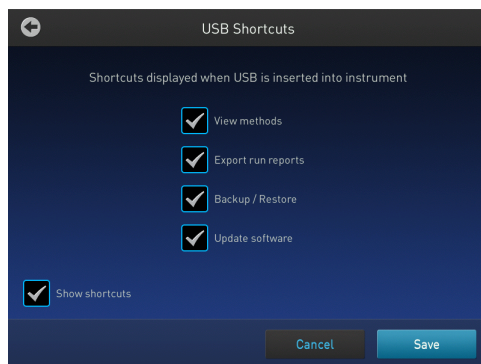 USB Shortcuts
Shortcuts displayed when USB is inserted into instrument
View methods
Export run reports
Backup / Restore
Update software
Show shortcuts
Cancel
Save